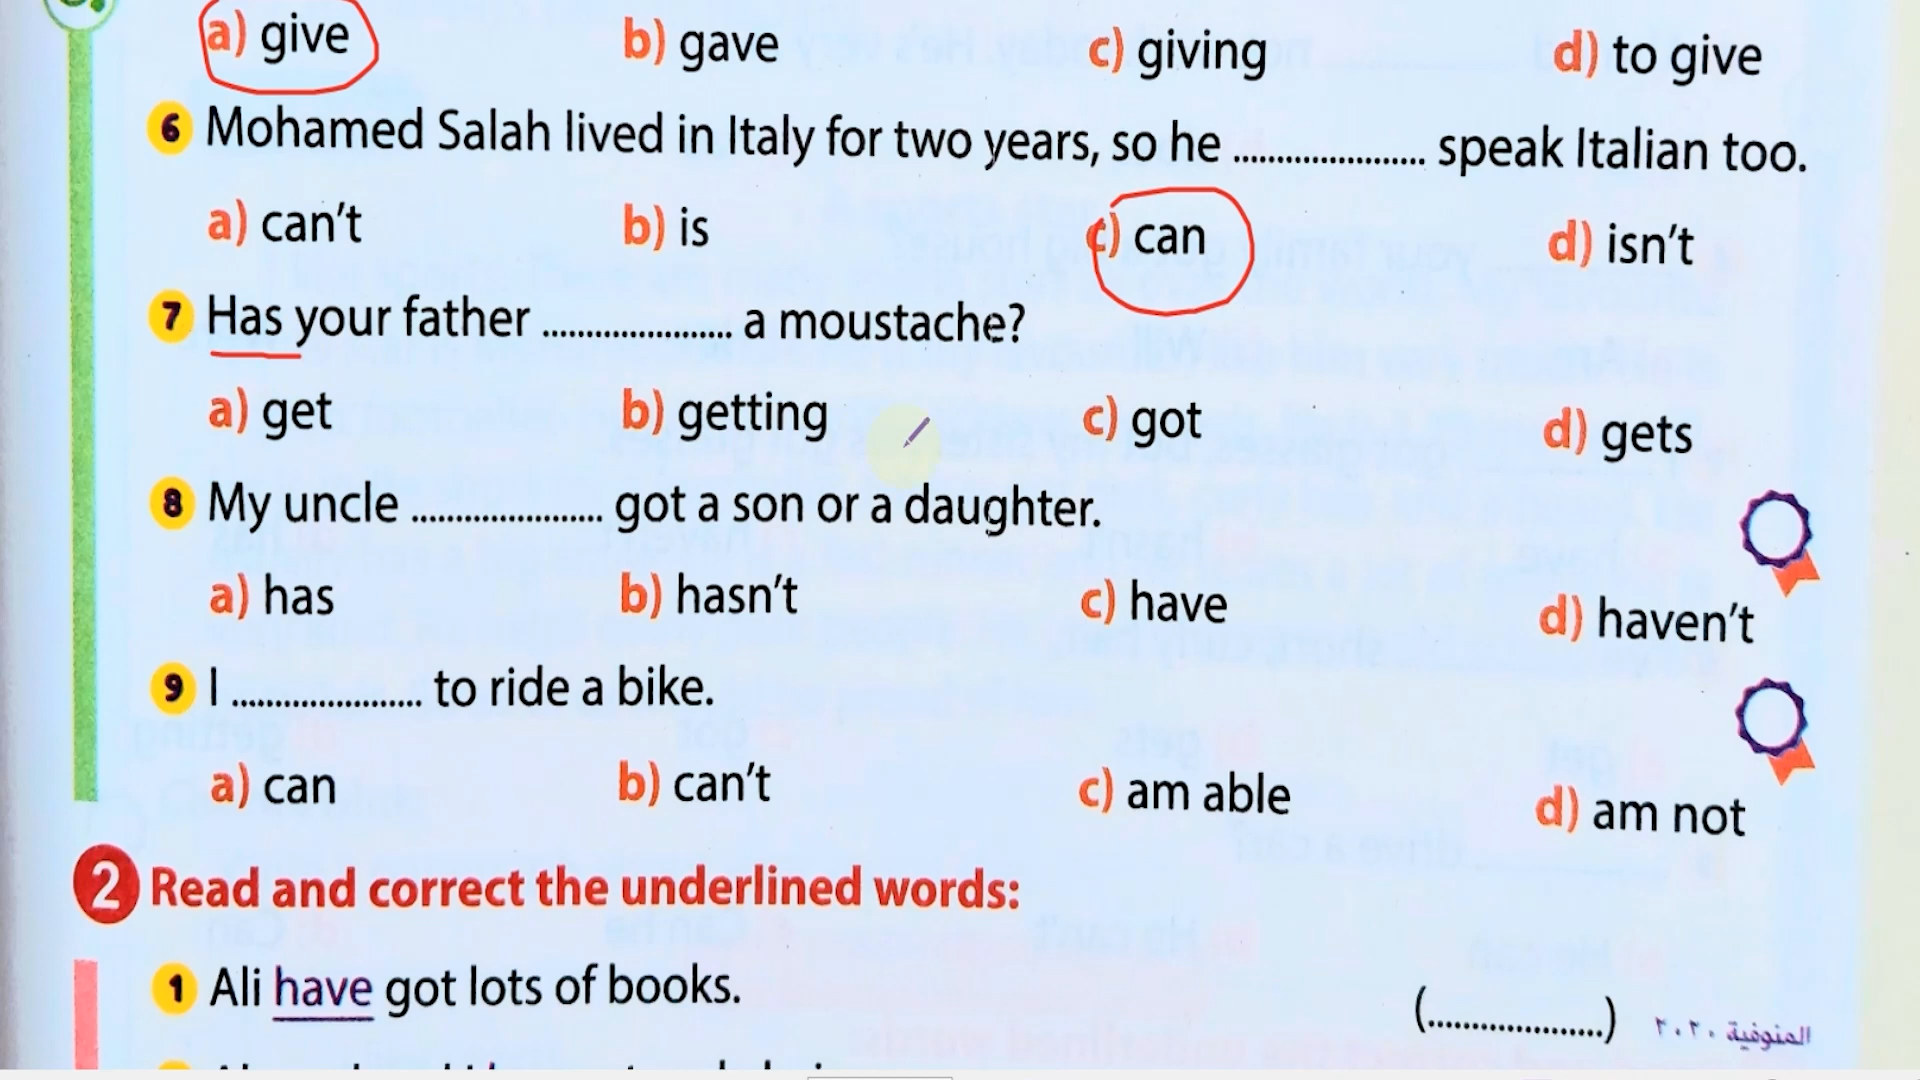 a) give b) gave c) giving d) to give
6 Mohamed Salah lived in Italy for two years, so he ...................... speak Italian too.
a) can't b) is c) can d) isn't
7 Has your father ...................... a moustache?
a) get b) getting c) got d) gets
8 My uncle ...................... got a son or a daughter.
a) has b) hasn't c) have d) haven't
9 I ...................... to ride a bike.
a) can b) can't c) am able d) am not
2 Read and correct the underlined words:
1 Ali have got lots of books. (....................) المنوفية ٢٠٢٠